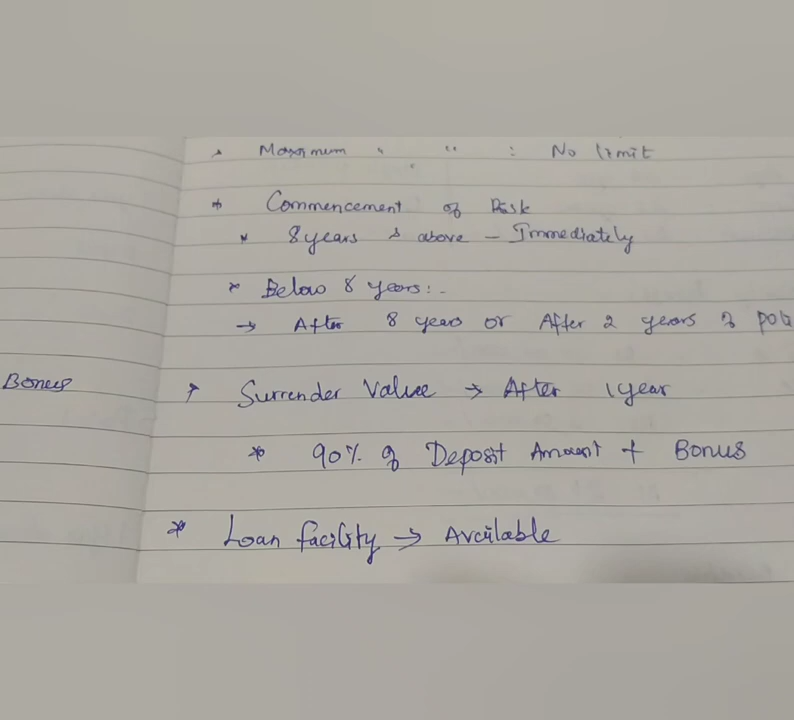 * Maximum " " : No limit
* Commencement of Risk
* 8 years & above - Immediately
* Below 8 years:-
→ After 8 years or After 2 years of
Bonus
* Surrender Value → After 1 year
* 90% of Deposit Amount + Bonus
* Loan facility → Available